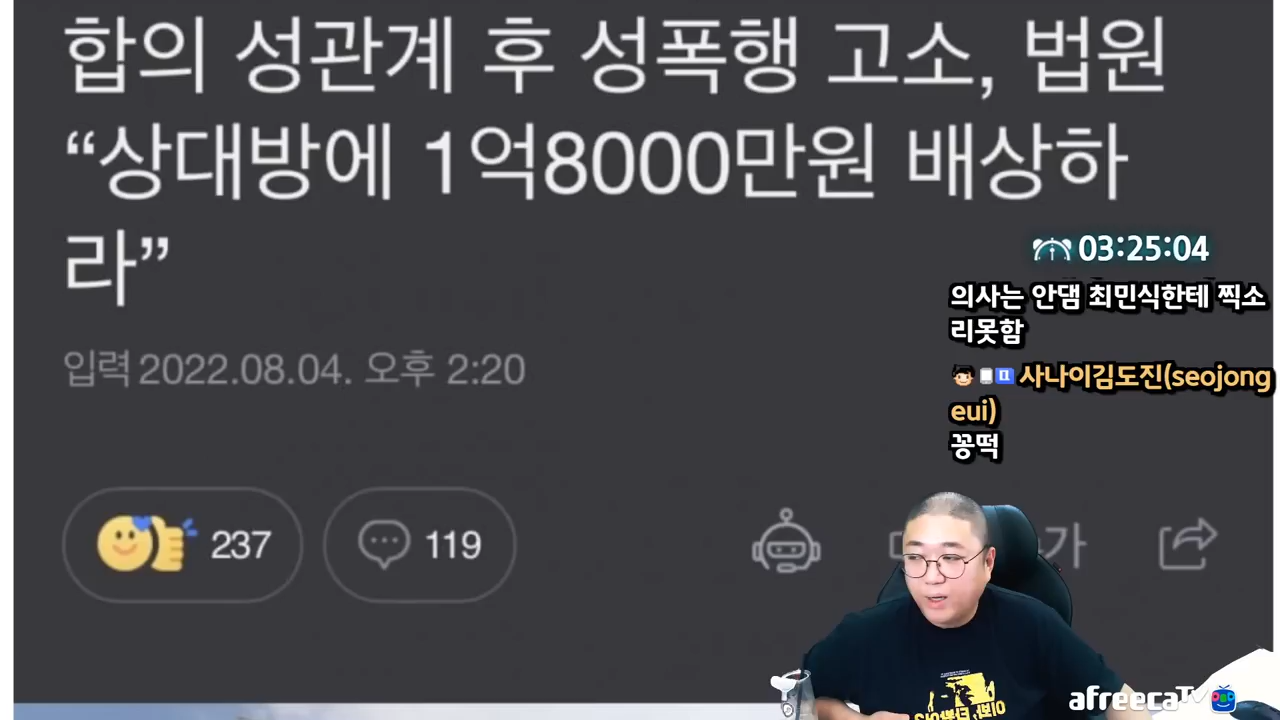 합의 성관계 후 성폭행 고소, 법원
“상대방에 1억8000만원 배상하
라”
입력 2022.08.04. 오후 2:20
237
119
가
03:25:04
의사는 안댐 최민식한테 찍소
리못함
사나이김도진(seojong
eui)
꽁떡
afreecaTV